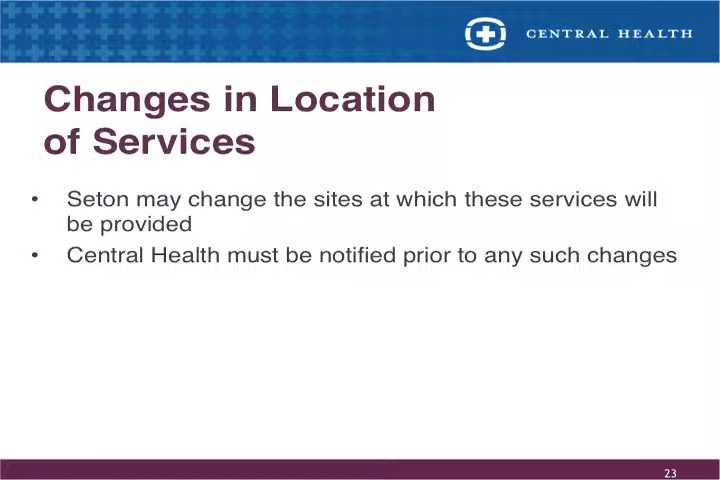 CENTRAL HEALTH
Changes in Location
of Services
• Seton may change the sites at which these services will
be provided
• Central Health must be notified prior to any such changes
23